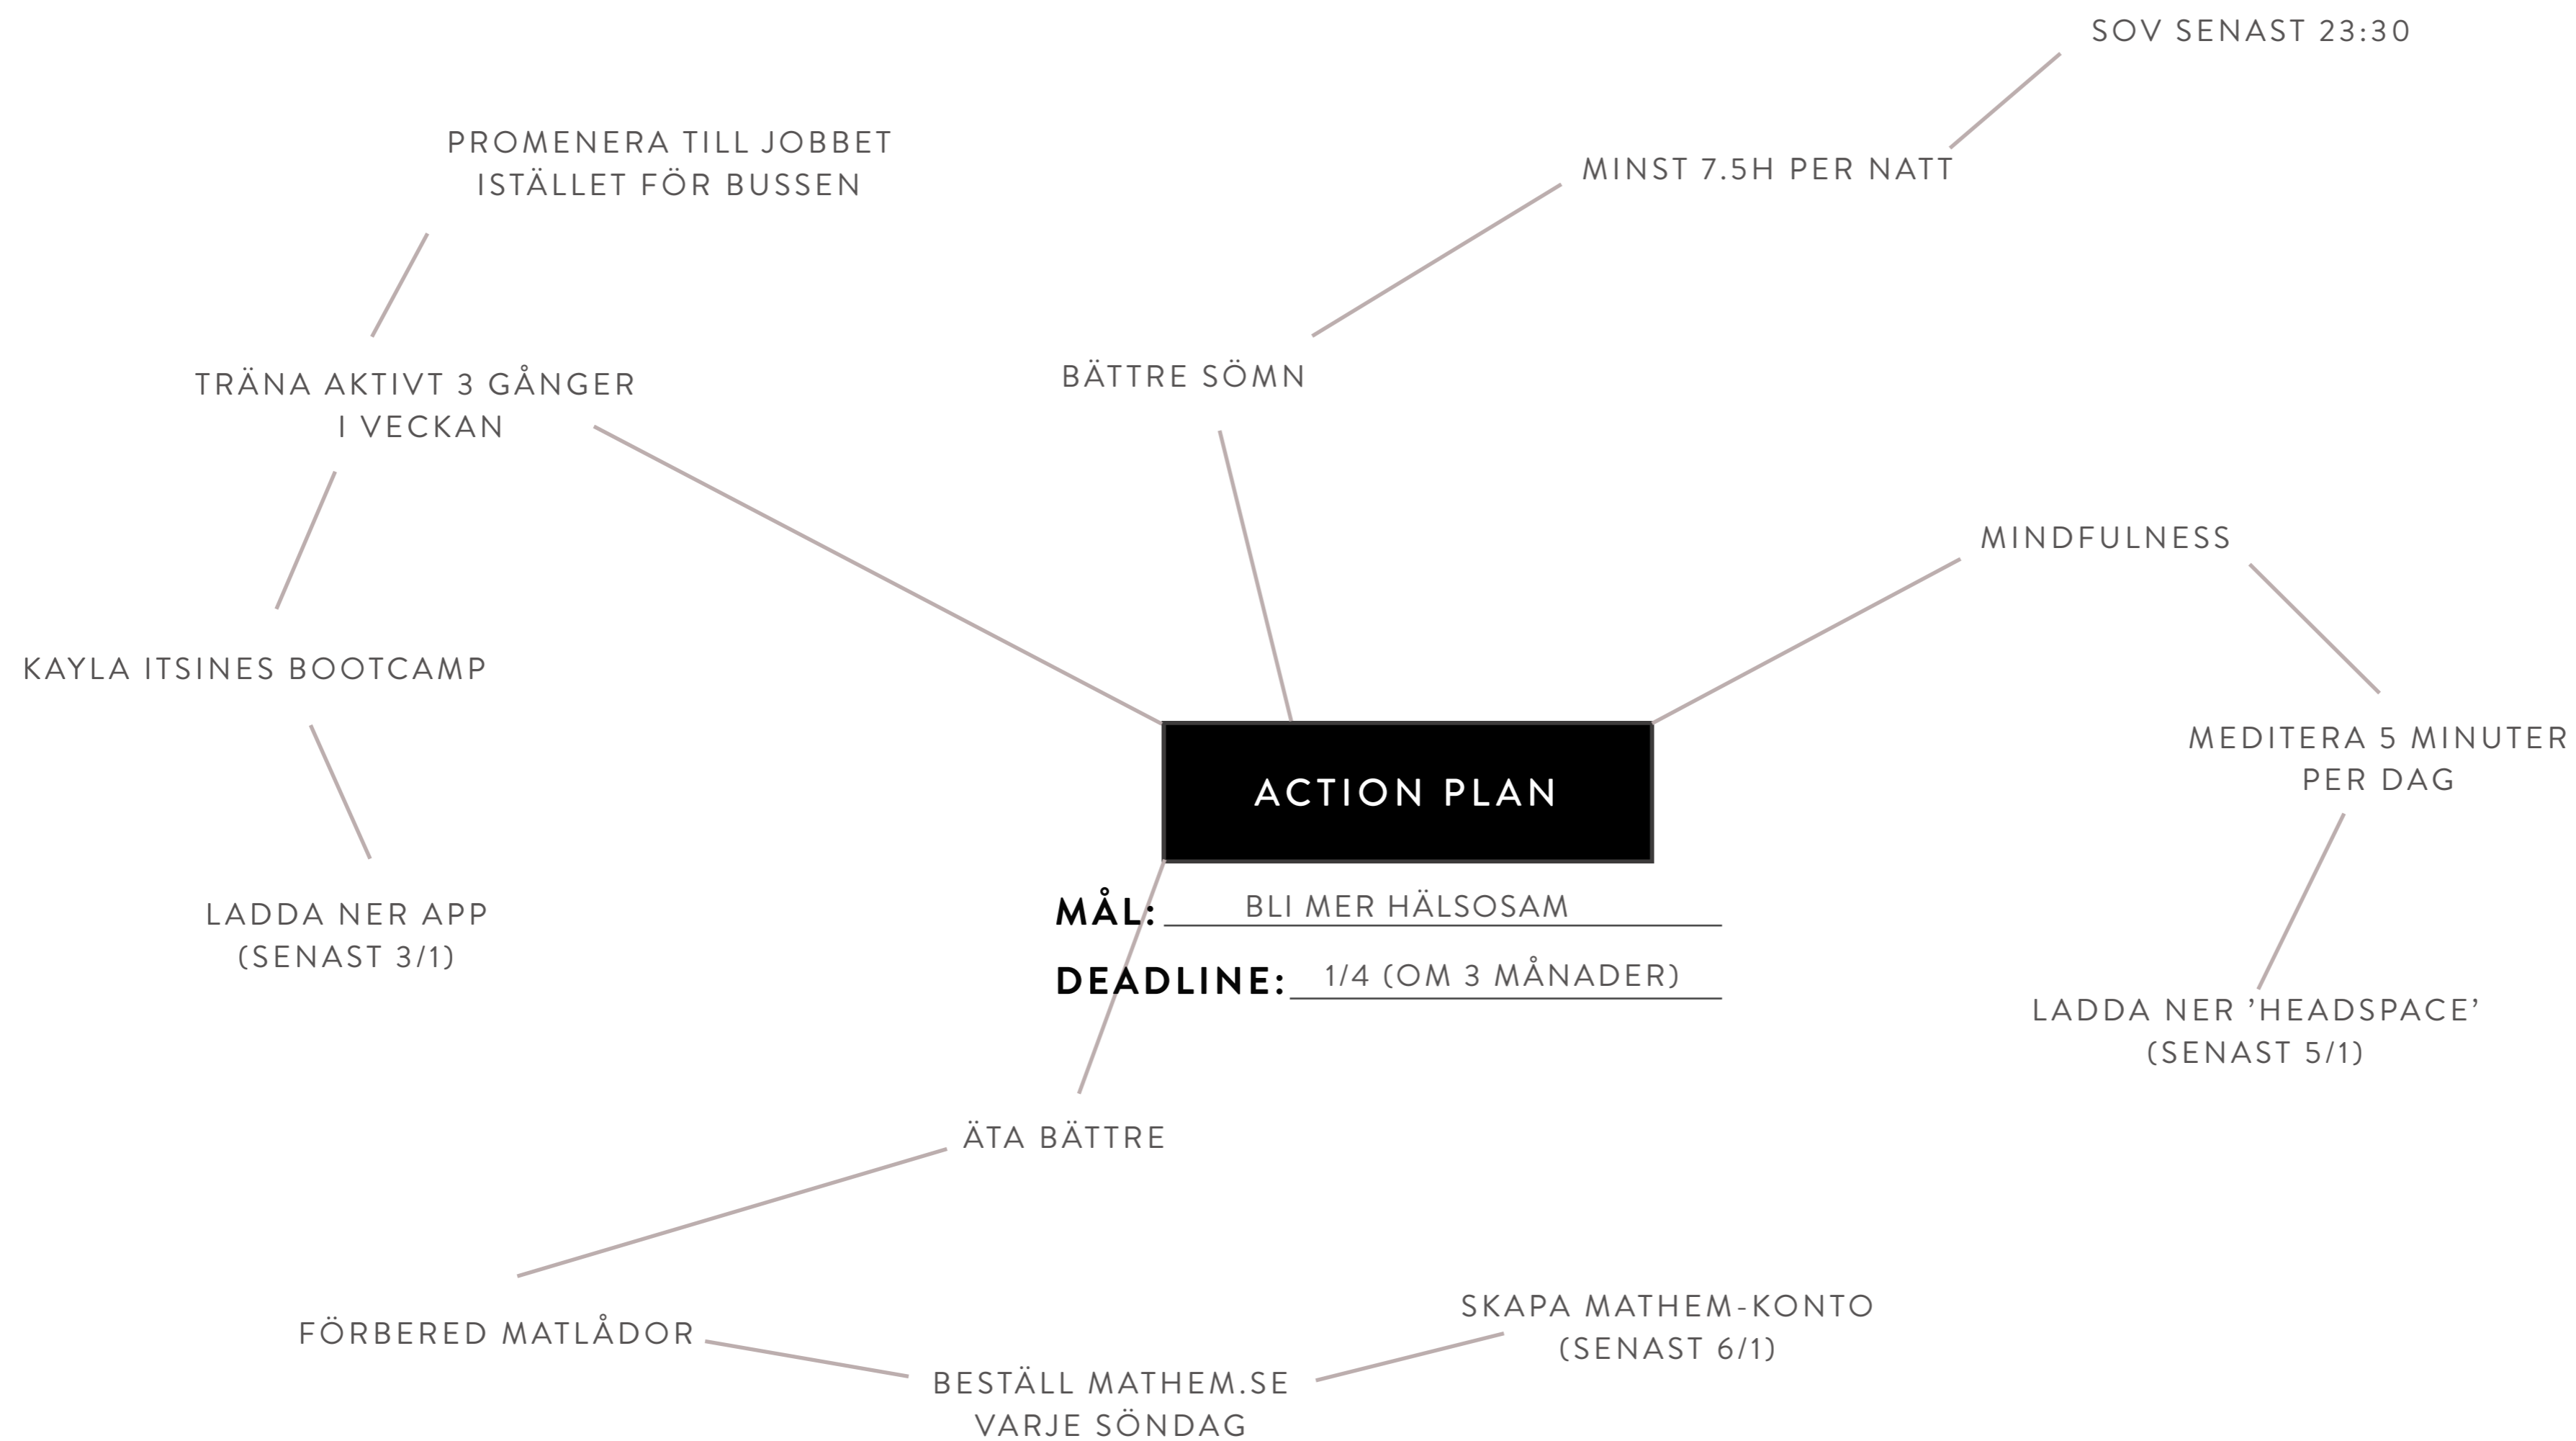 SOV SENAST 23:30
PROMENERA TILL JOBBET
ISTÄLLET FÖR BUSSEN
MINST 7.5H PER NATT
TRÄNA AKTIVT 3 GÅNGER
I VECKAN
BÄTTRE SÖMN
MINDFULNESS
KAYLA ITSINES BOOTCAMP
MEDITERA 5 MINUTER
PER DAG
ACTION PLAN
MÅL: BLI MER HÄLSOSAM
DEADLINE: 1/4 (OM 3 MÅNADER)
LADDA NER APP
(SENAST 3/1)
LADDA NER ’HEADSPACE’
(SENAST 5/1)
ÄTA BÄTTRE
FÖRBERED MATLÅDOR
BESTÄLL MATHEM.SE
VARJE SÖNDAG
SKAPA MATHEM-KONTO
(SENAST 6/1)